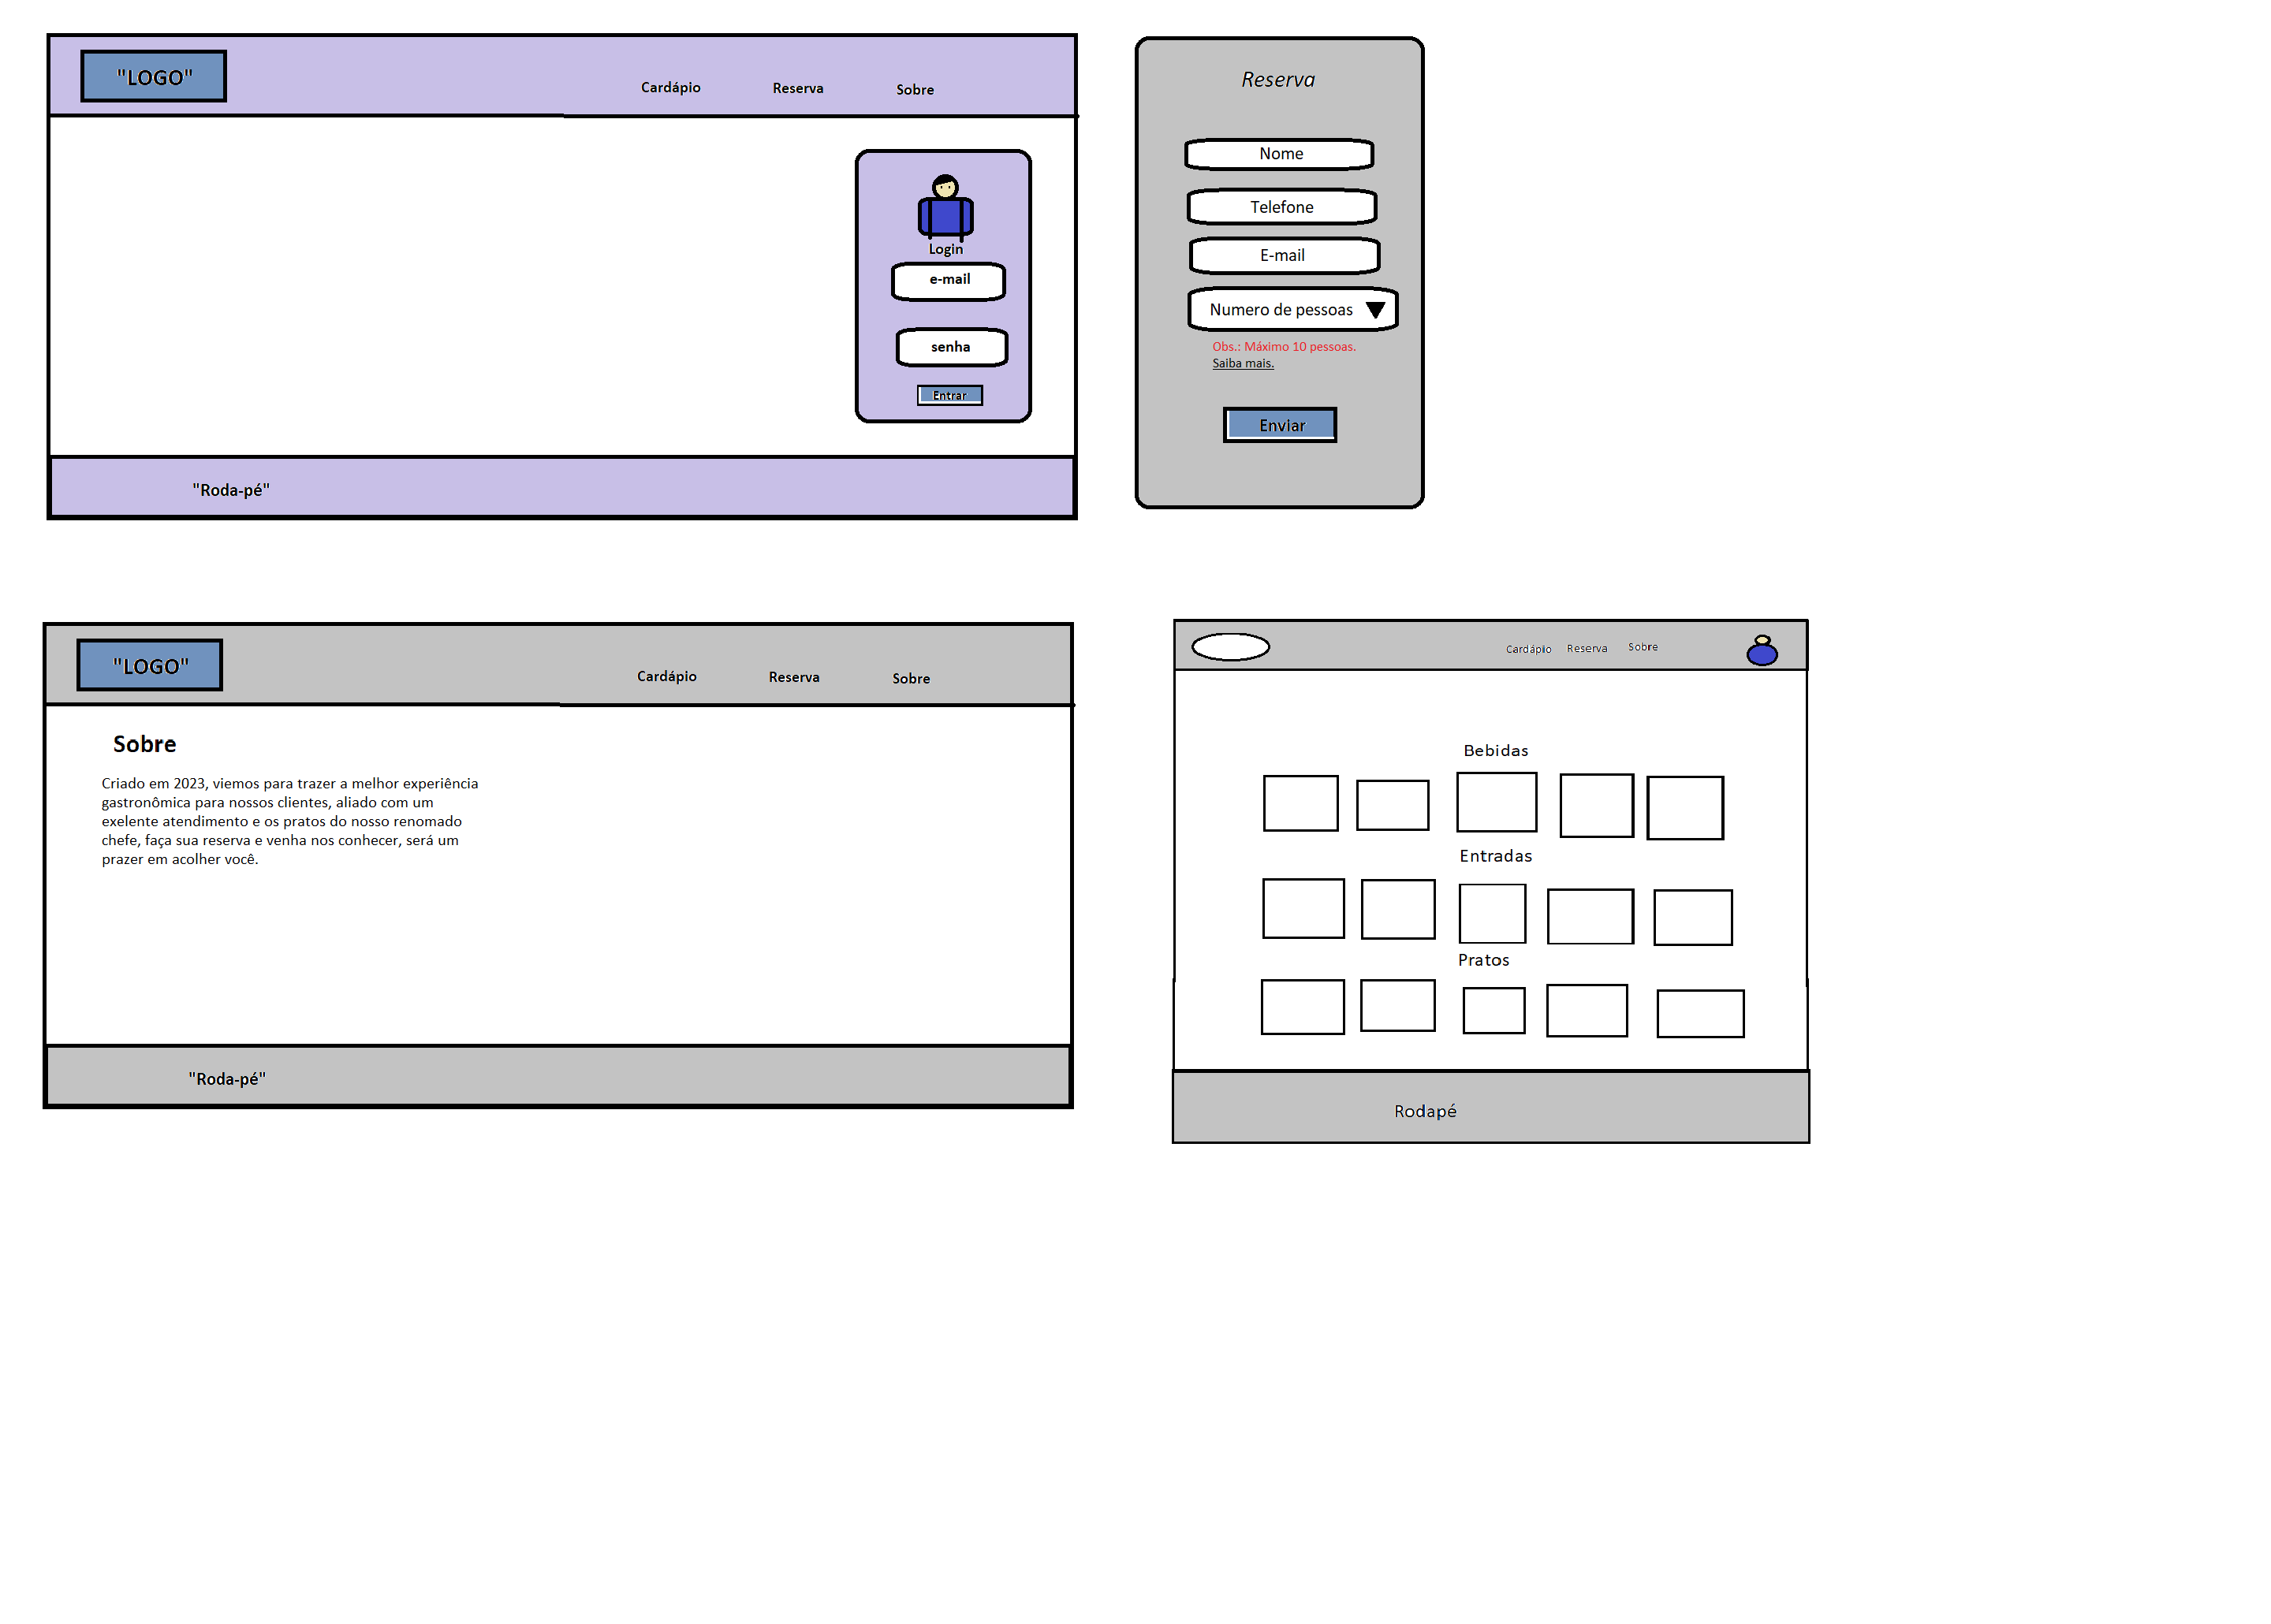 "LOGO"
Cardápio
Reserva
Sobre
Login
e-mail
senha
Entrar
"Roda-pé"
Reserva
Nome
Telefone
E-mail
Numero de pessoas
Obs.: Máximo 10 pessoas.
Saiba mais.
Enviar
"LOGO"
Cardápio
Reserva
Sobre
Sobre
Criado em 2023, viemos para trazer a melhor experiência
gastronômica para nossos clientes, aliado com um
exelente atendimento e os pratos do nosso renomado
chefe, faça sua reserva e venha nos conhecer, será um
prazer em acolher você.
"Roda-pé"
Cardápio
Reserva
Sobre
Bebidas
Entradas
Pratos
Rodapé